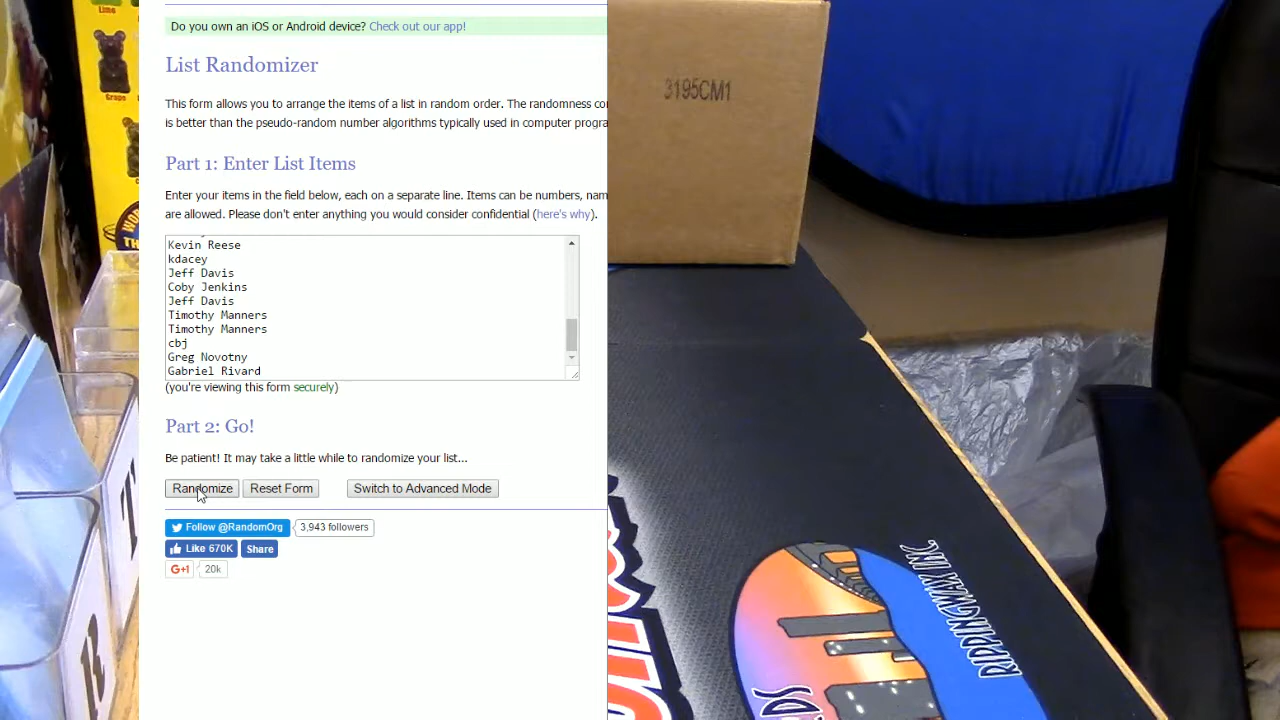 Do you own an iOS or Android device? Check out our app!
List Randomizer
This form allows you to arrange the items of a list in random order. The randomness
is better than the pseudo-random number algorithms typically used in computer
Part 1: Enter List Items
Enter your items in the field below, each on a separate line. Items can be numbers,
are allowed. Please don't enter anything you would consider confidential (here's why).
Kevin Reese
kdacey
Jeff Davis
Coby Jenkins
Jeff Davis
Timothy Manners
Timothy Manners
cbj
Greg Novotny
Gabriel Rivard
(you're viewing this form securely)
Part 2: Go!
Be patient! It may take a little while to randomize your list...
Randomize Reset Form Switch to Advanced Mode
Follow @RandomOrg 3,943 followers
Like 670K Share
G+1 20k
3195CM1
RIPPINGWAX INC.
Lime
Grape